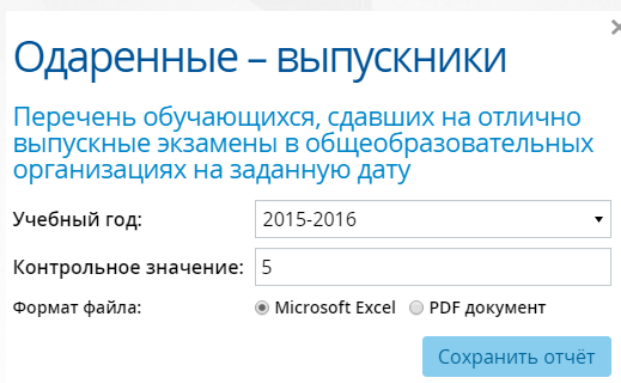 Одаренные – выпускники
Перечень обучающихся, сдавших на отлично
выпускные экзамены в общеобразовательных
организациях на заданную дату
Учебный год: 2015-2016
Контрольное значение: 5
Формат файла: Microsoft Excel PDF документ
Сохранить отчёт